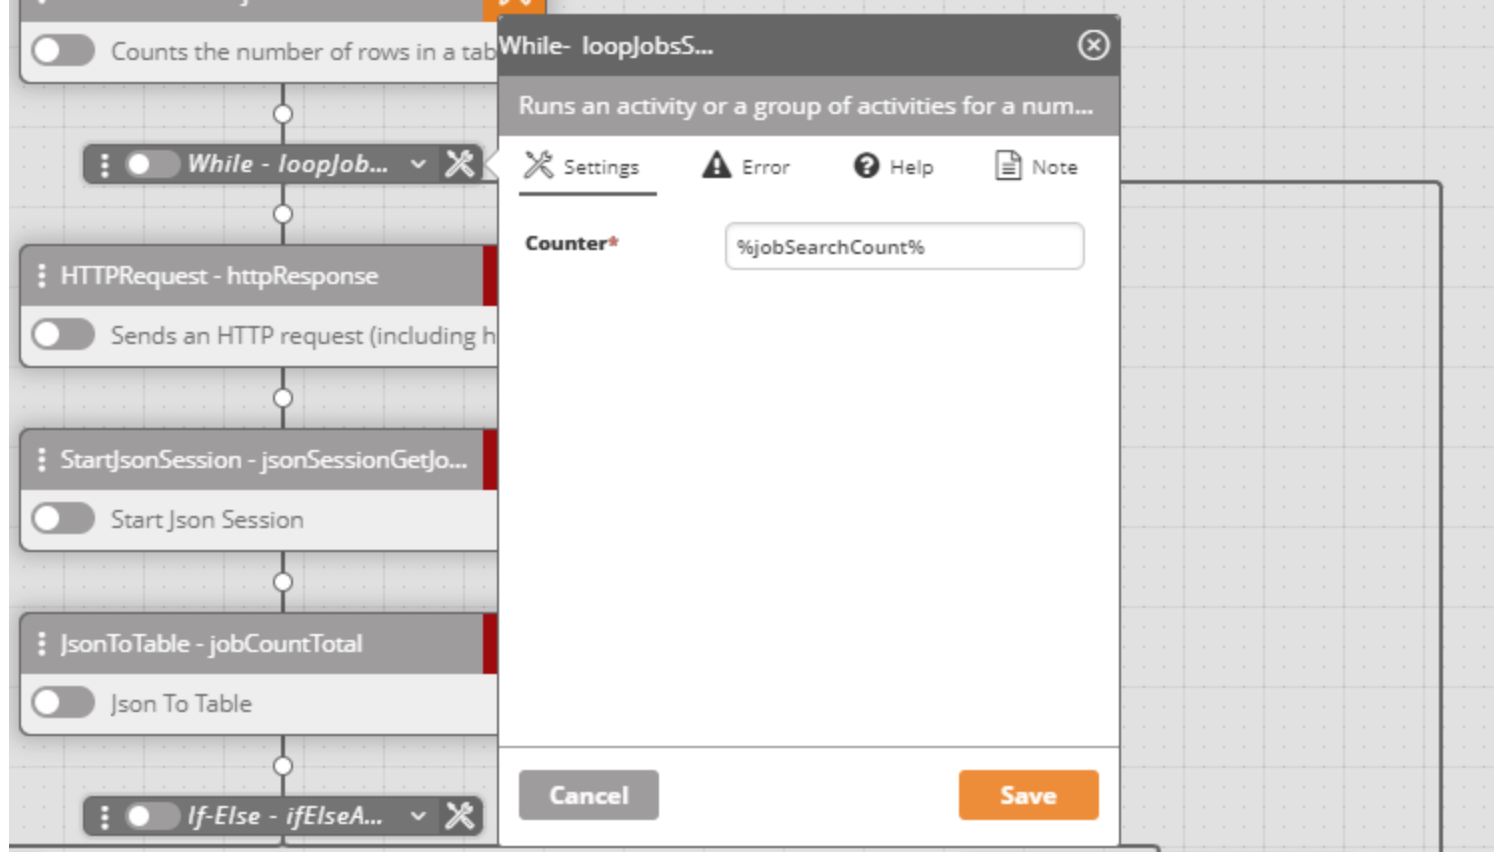 Counts the number of rows in a tab
While - loopJob...
HTTPRequest - httpResponse
Sends an HTTP request (including h
StartJsonSession - jsonSessionGetJo...
Start Json Session
JsonToTable - jobCountTotal
Json To Table
If-Else - ifElseA...
While- loopJobsS...
Runs an activity or a group of activities for a num...
Settings Error Help Note
Counter* %jobSearchCount%
Cancel Save